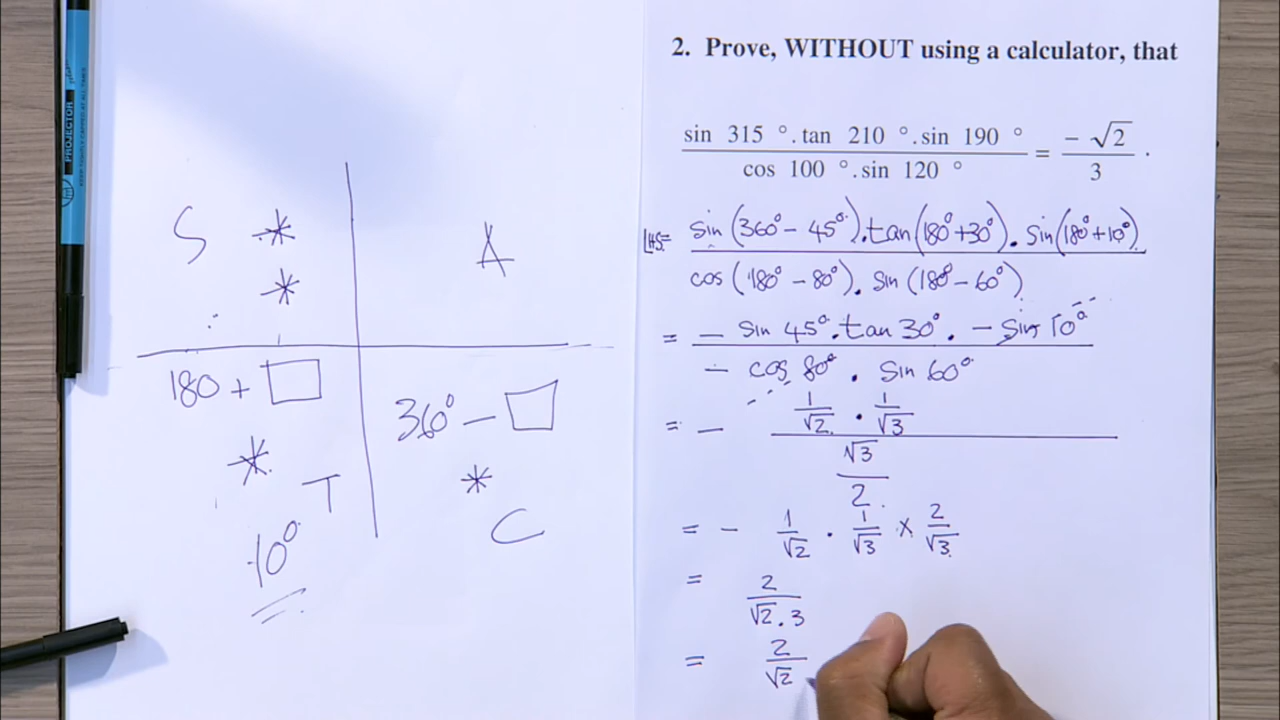 PROJECTOR
S * A
*
180 + □
360° – □
*
*
T
C
10°
2. Prove, WITHOUT using a calculator, that
sin 315 °. tan 210 °. sin 190 ° / cos 100 °. sin 120 ° = – √2 / 3 .
LHS = sin (360° – 45°). tan (180° + 30°). sin (180° + 10°) / cos (180° – 80°). sin (180° – 60°)
= – sin 45°. tan 30°. – sin 10° / – cos 80° . sin 60°
= – 1/√2 . 1/√3 / √3/2
= – 1/√2 . 1/√3 x 2/√3
= 2 / √2 . 3
= 2 / √2